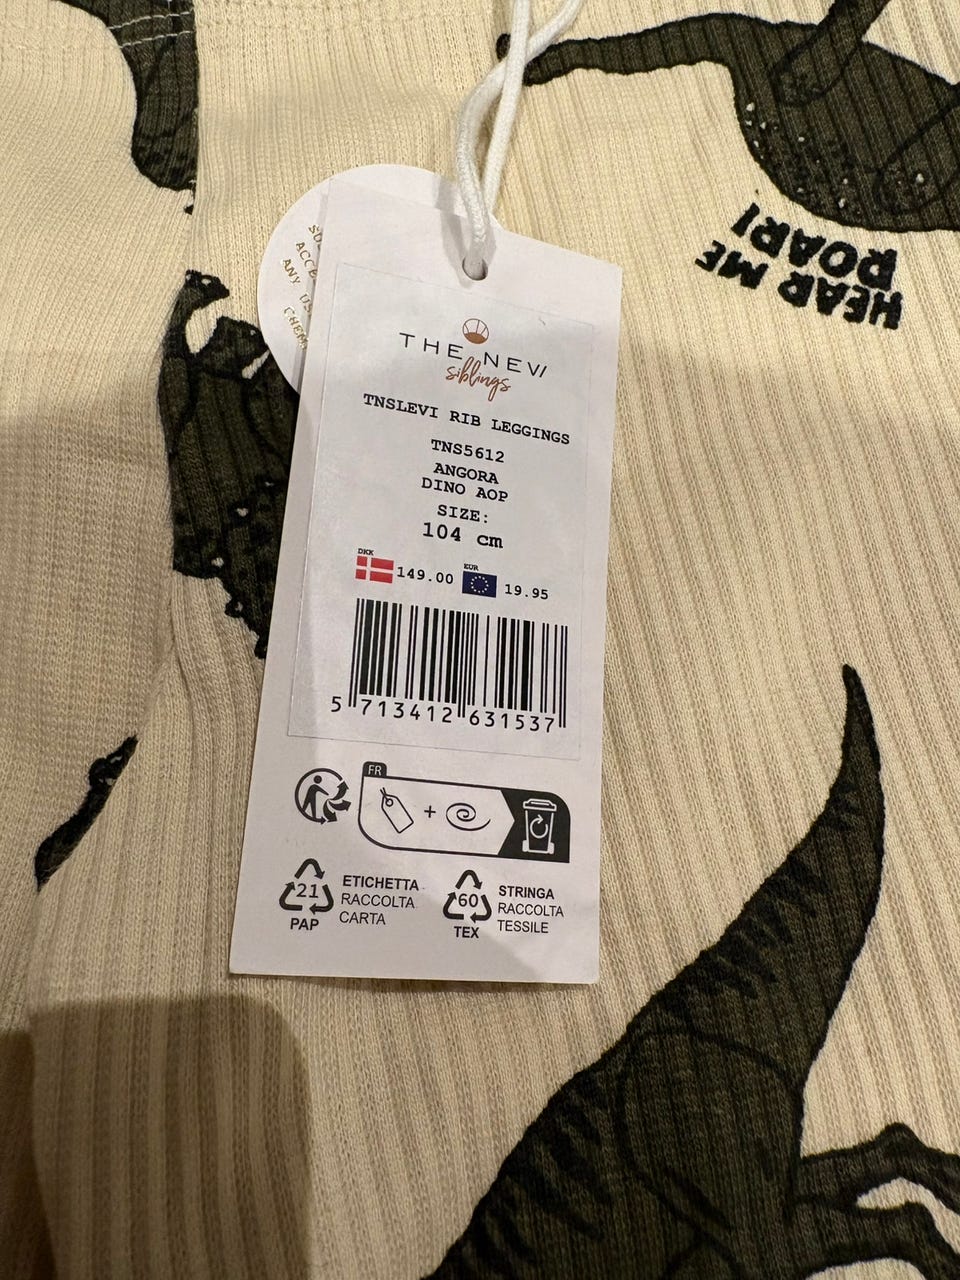 HEAR ME
ROAR!
THE NEW
siblings
TNSLEVI RIB LEGGINGS
TNS5612
ANGORA
DINO AOP
SIZE:
104 cm
DKK
149.00
EUR
19.95
5 713412 631537
FR
+
21
PAP
ETICHETTA
RACCOLTA
CARTA
60
TEX
STRINGA
RACCOLTA
TESSILE
ANY